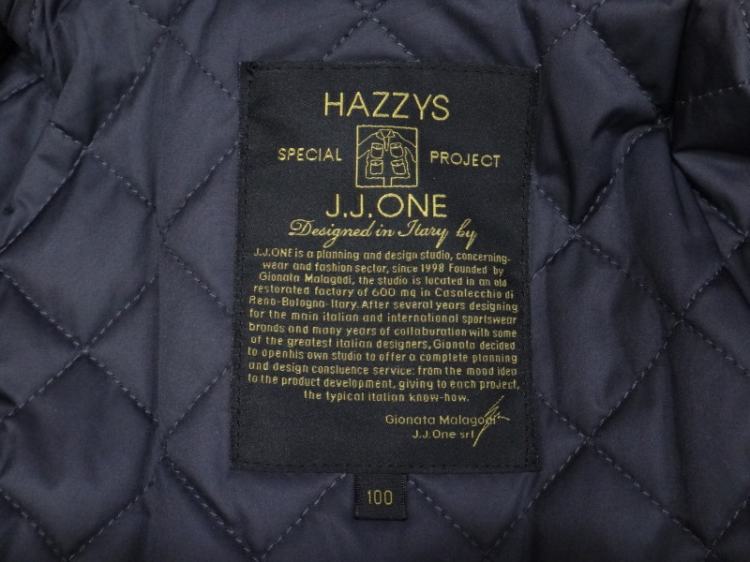 HAZZYS
SPECIAL PROJECT
J.J.ONE
Designed in Itary by
J.J.ONE is a planning and design studio, concerning-
wear and fashion sector, since 1998 Founded by
Gionata Malagodi, the studio is located in an old
restorated factory of 600 mq in Casalecchio di
Reno-Bologna-Itary. After several years designing
for the main italian and international sportswear
brands and many years of collaburation with some
of the greatest italian designers, Gionata decided
to openhis own studio to offer a complete planning
and design consluence service: from the mood idea
to the product development, giving to each project,
the typical italian know-how.
Gionata Malagodi
J.J.One srl
100